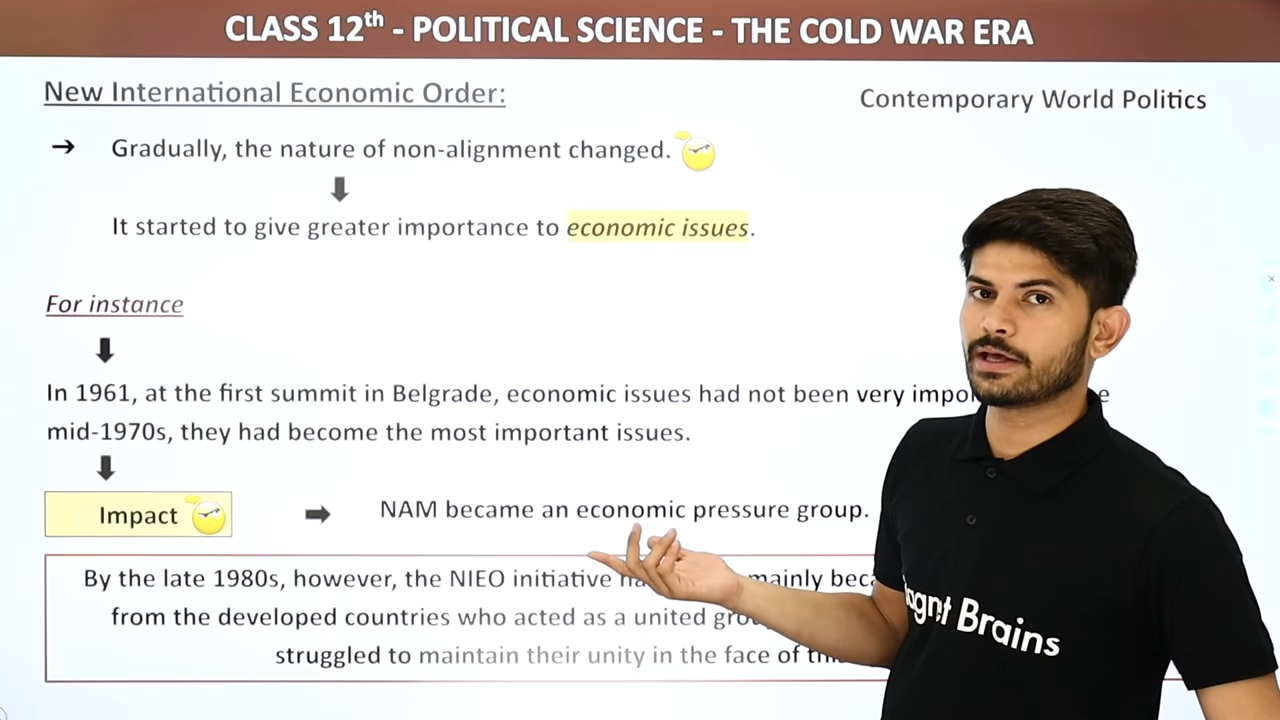 CLASS 12th - POLITICAL SCIENCE - THE COLD WAR ERA
New International Economic Order:
Contemporary World Politics
➔ Gradually, the nature of non-alignment changed.
It started to give greater importance to economic issues.
For instance
In 1961, at the first summit in Belgrade, economic issues had not been very
mid-1970s, they had become the most important issues.
Impact
NAM became an economic pressure group.
By the late 1980s, however, the NIEO initiative mainly
from the developed countries who acted as a united
struggled to maintain their unity in the face of
Brains